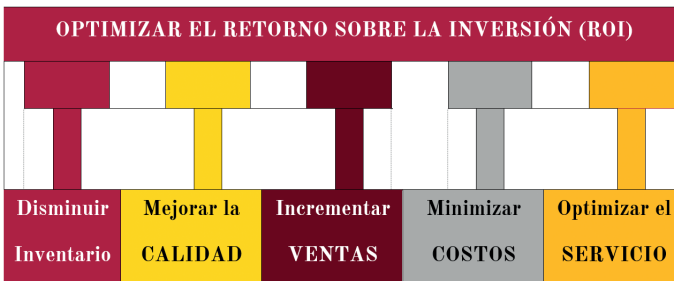 OPTIMIZAR EL RETORNO SOBRE LA INVERSIÓN (ROI)
Disminuir
Inventario
Mejorar la
CALIDAD
Incrementar
VENTAS
Minimizar
COSTOS
Optimizar el
SERVICIO